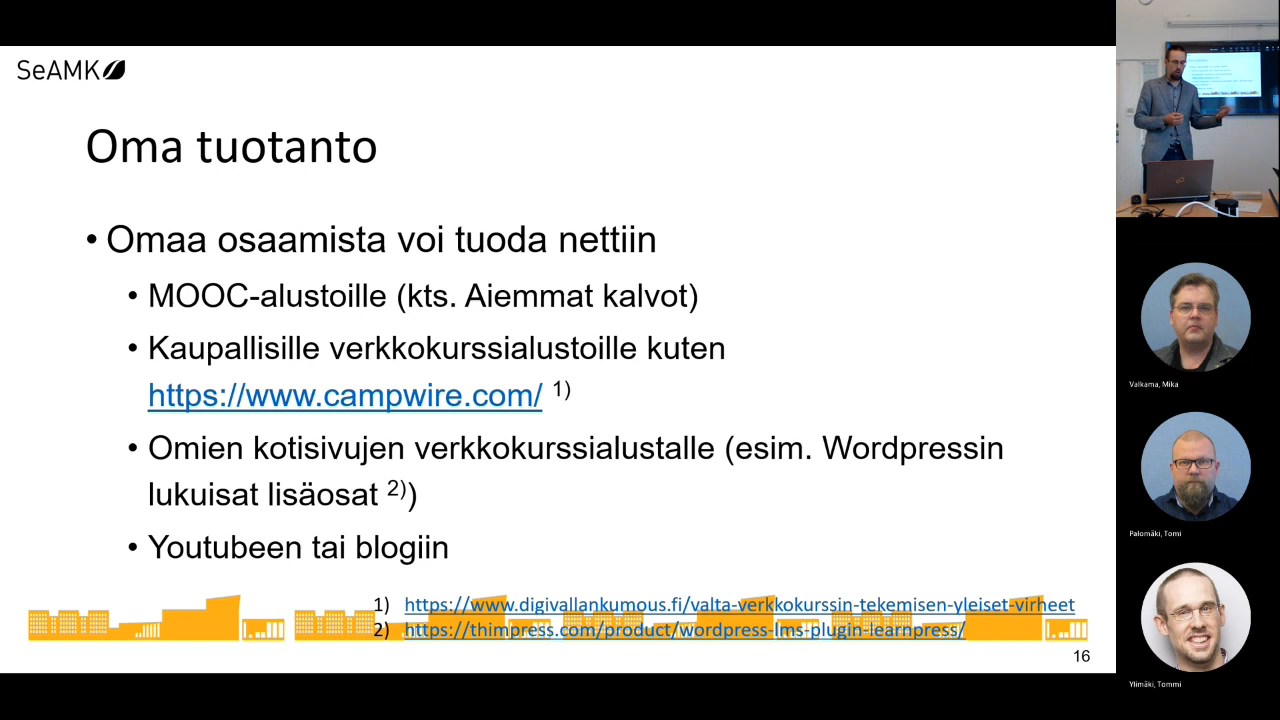 SeAMK
Oma tuotanto
• Omaa osaamista voi tuoda nettiin
• MOOC-alustoille (kts. Aiemmat kalvot)
• Kaupallisille verkkokurssialustoille kuten
https://www.campwire.com/ 1)
• Omien kotisivujen verkkokurssialustalle (esim. Wordpressin
lukuisat lisäosat 2))
• Youtubeen tai blogiin
1) https://www.digivallankumous.fi/valta-verkkokurssin-tekemisen-yleiset-virheet
2) https://thimpress.com/product/wordpress-lms-plugin-learnpress/
16
Valkama, Mika
Palomäki, Tomi
Ylimäki, Tommi